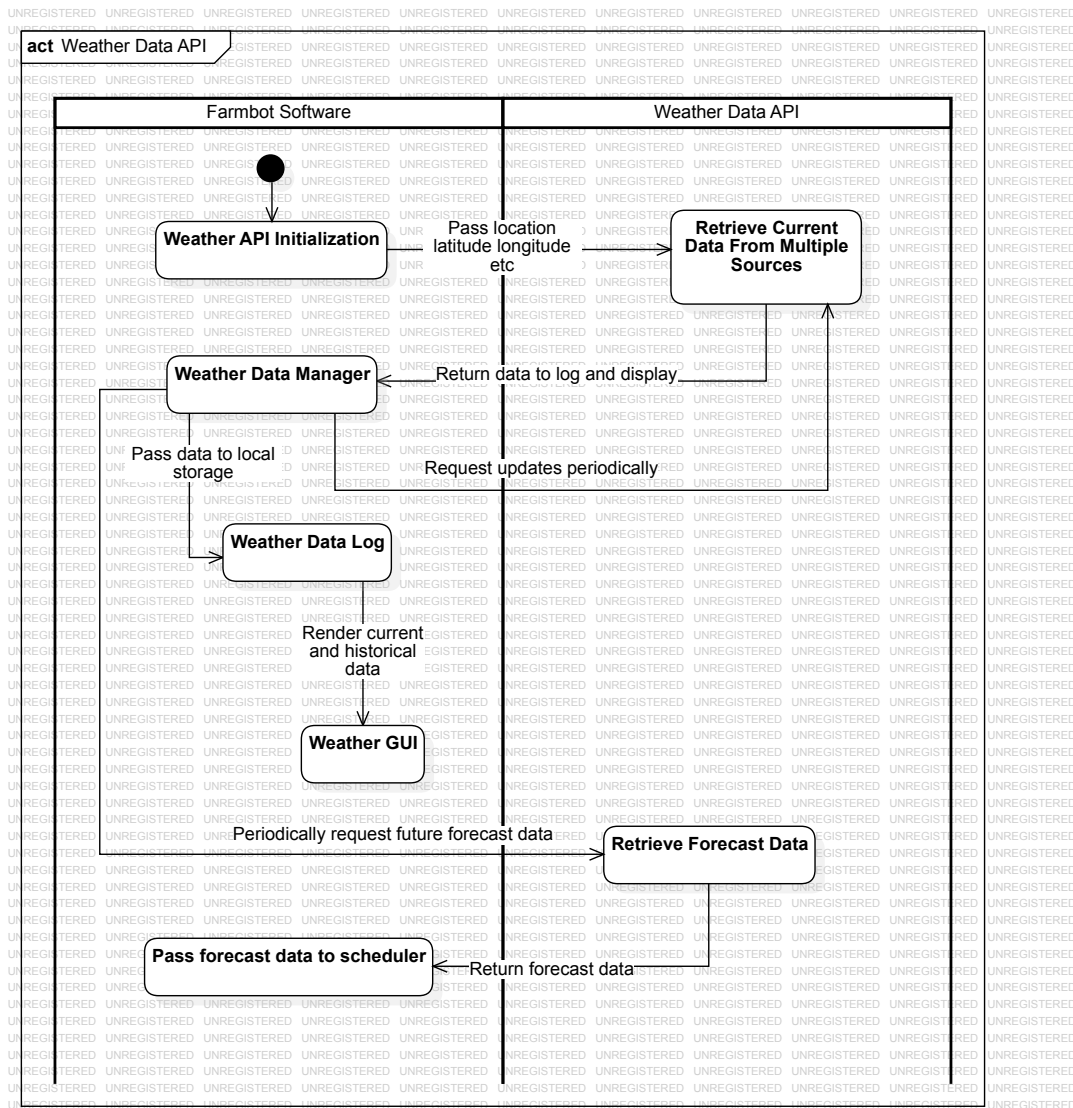 act Weather Data API
Farmbot Software
Weather Data API
Weather API Initialization
Pass location
latitude longitude
etc
Retrieve Current
Data From Multiple
Sources
Weather Data Manager
Return data to log and display
Pass data to local
storage
Request updates periodically
Weather Data Log
Render current
and historical
data
Weather GUI
Periodically request future forecast data
Retrieve Forecast Data
Pass forecast data to scheduler
Return forecast data
UNREGISTERED